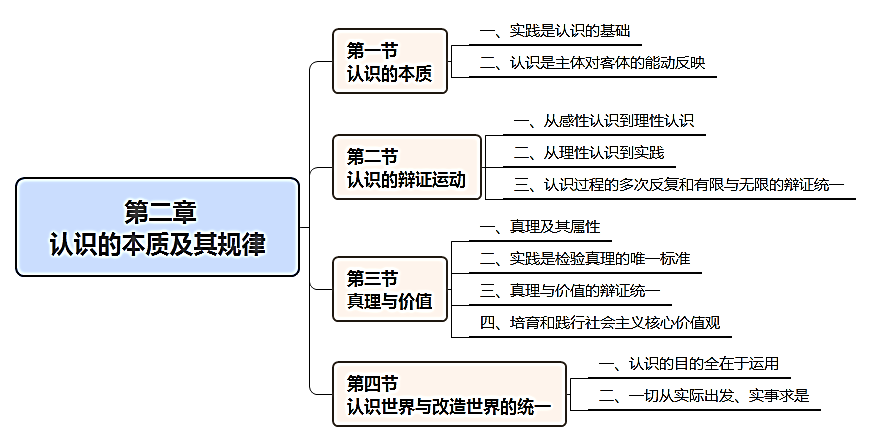 第二章
认识的本质及其规律
第一节
认识的本质
一、实践是认识的基础
二、认识是主体对客体的能动反映
第二节
认识的辩证运动
一、从感性认识到理性认识
二、从理性认识到实践
三、认识过程的多次反复和有限与无限的辩证统一
第三节
真理与价值
一、真理及其属性
二、实践是检验真理的唯一标准
三、真理与价值的辩证统一
四、培育和践行社会主义核心价值观
第四节
认识世界与改造世界的统一
一、认识的目的全在于运用
二、一切从实际出发、实事求是